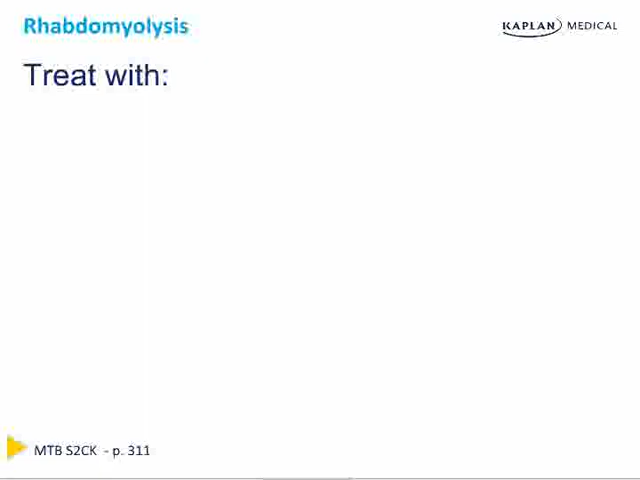 Rhabdomyolysis
KAPLAN MEDICAL
Treat with:
MTB S2CK - p. 311